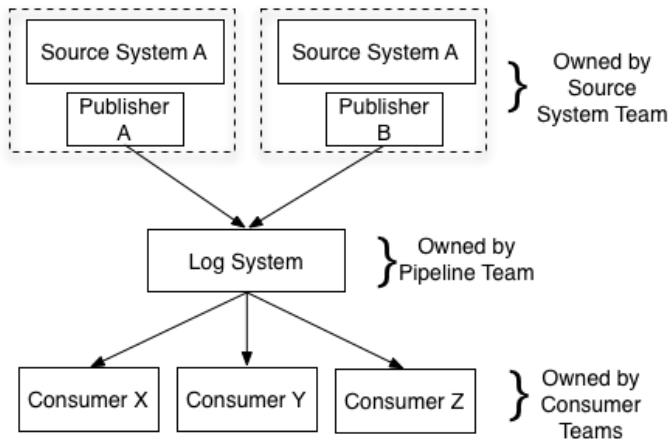 Source System A
Source System A
Owned by
Source
System Team
Publisher
A
Publisher
B
Log System
Owned by
Pipeline Team
Consumer X
Consumer Y
Consumer Z
Owned by
Consumer
Teams